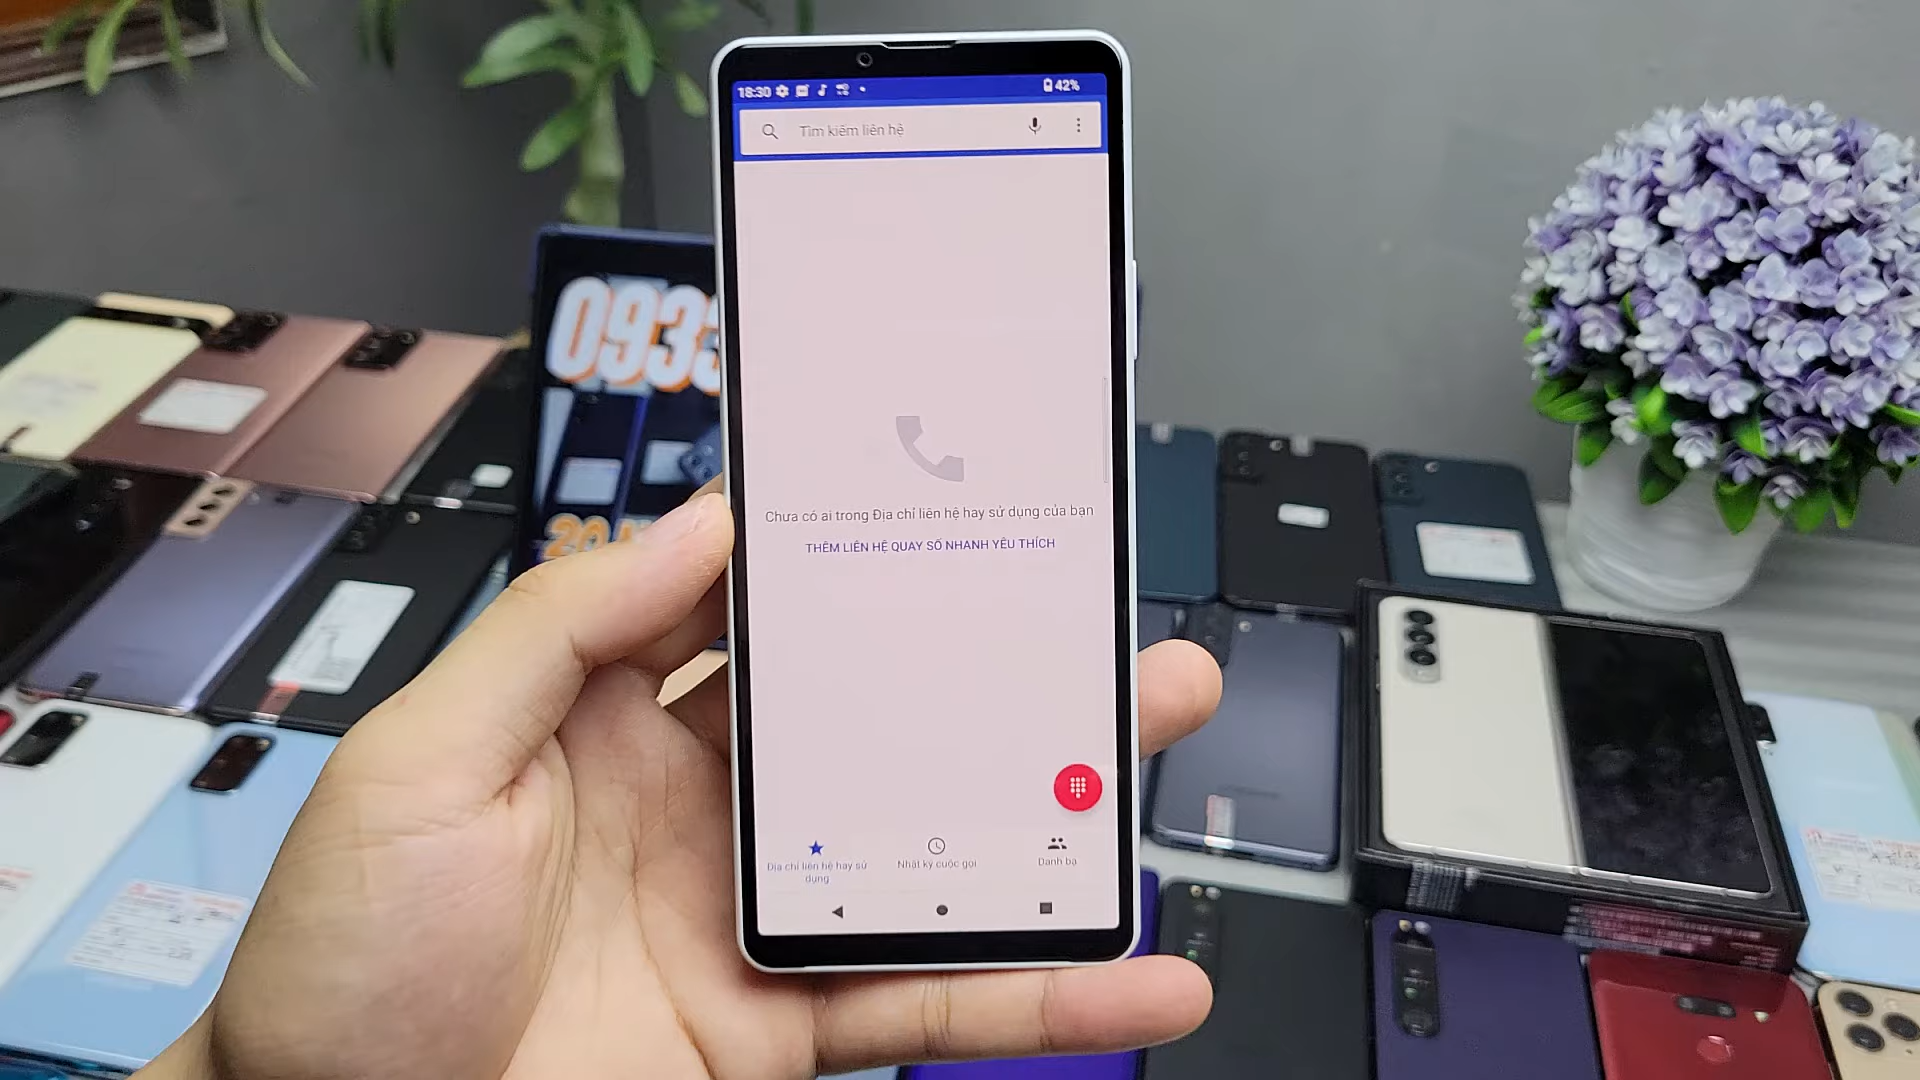 18:30
42%
Tìm kiếm liên hệ
0933
Chưa có ai trong Địa chỉ liên hệ hay sử dụng của bạn
THÊM LIÊN HỆ QUAY SỐ NHANH YÊU THÍCH
20
Địa chỉ liên hệ hay sử
dụng
Nhật ký cuộc gọi
Danh bạ